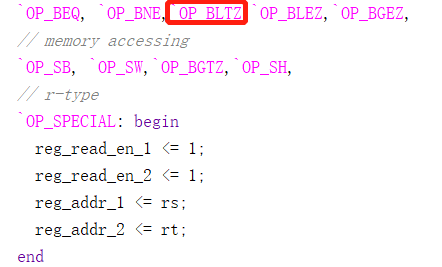 `OP_BEQ, `OP_BNE, OP_BLTZ `OP_BLEZ,`OP_BGEZ,
// memory accessing
`OP_SB, `OP_SW,`OP_BGTZ,`OP_SH,
// r-type
`OP_SPECIAL: begin
reg_read_en_1 <= 1;
reg_read_en_2 <= 1;
reg_addr_1 <= rs;
reg_addr_2 <= rt;
end